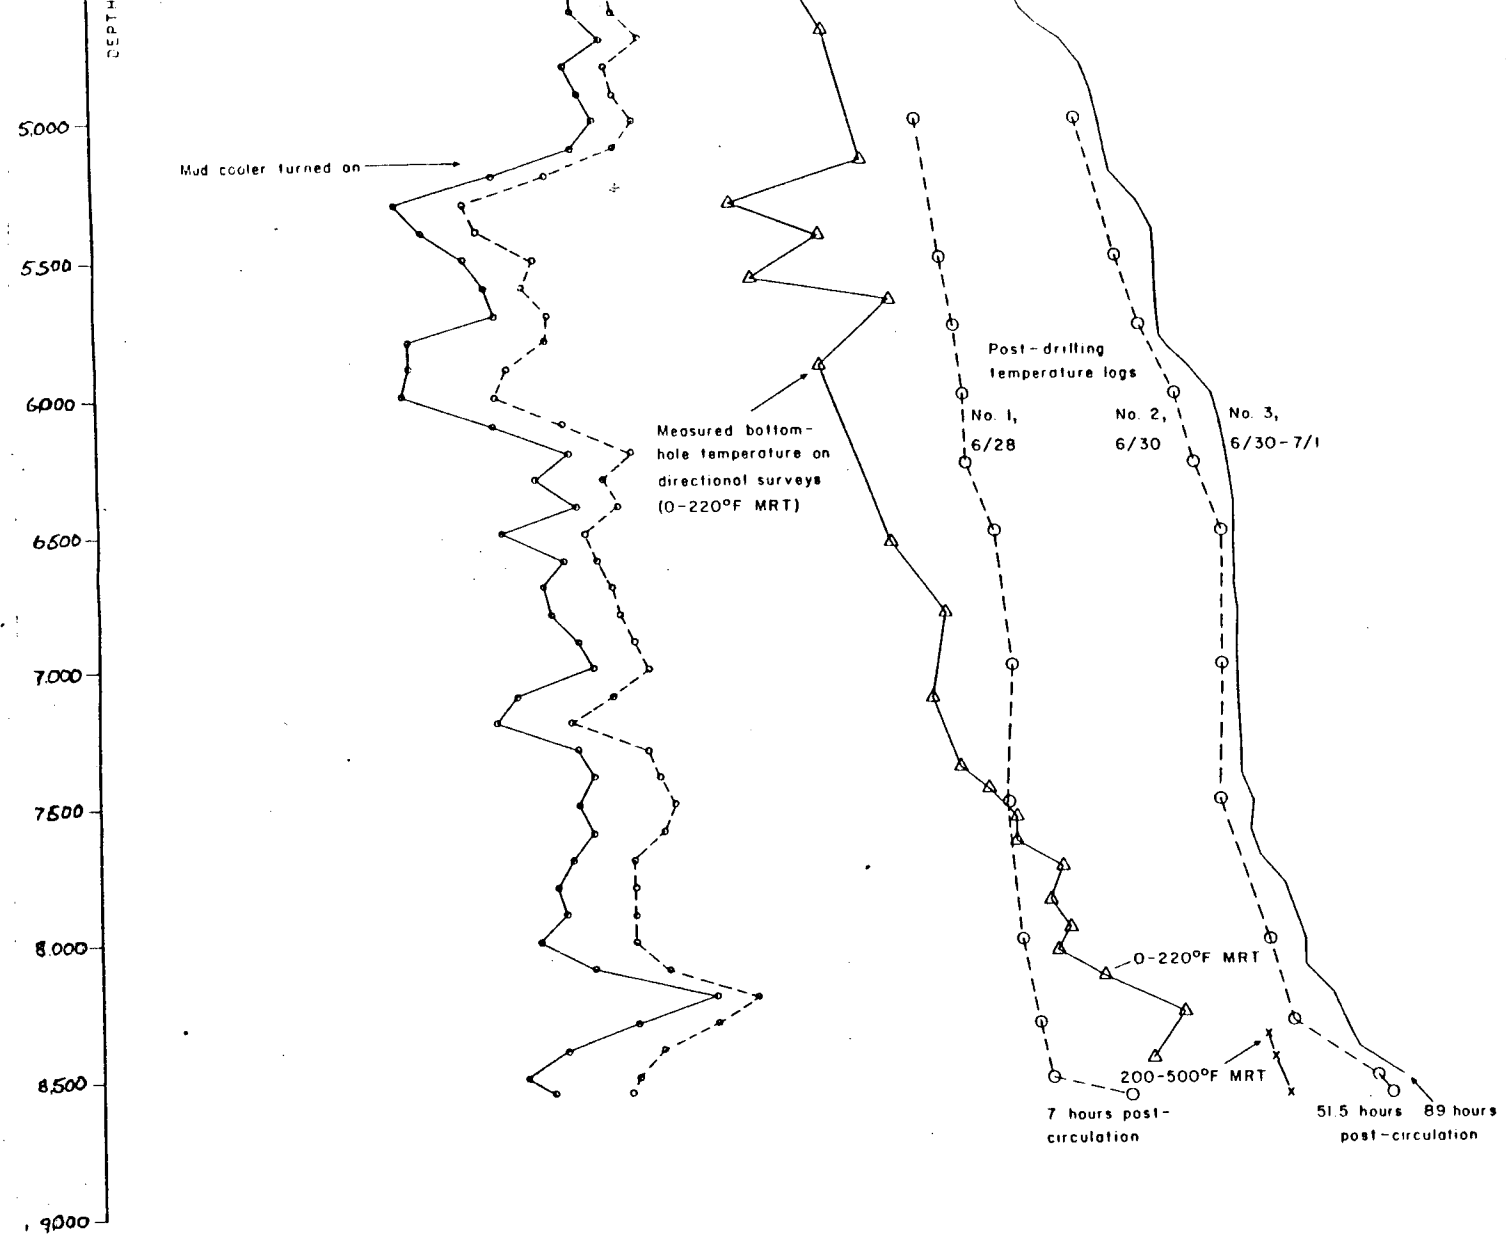 DEPTH
5,000
Mud cooler turned on
5,500
Post-drilling
temperature logs
6,000
No. 1,
6/28
No. 2,
6/30
No. 3,
6/30-7/1
Measured bottom-
hole temperature on
directional surveys
(0-220°F MRT)
6,500
7,000
7,500
8,000
0-220°F MRT
200-500°F MRT
8,500
7 hours post-
circulation
51.5 hours 89 hours
post-circulation
9,000